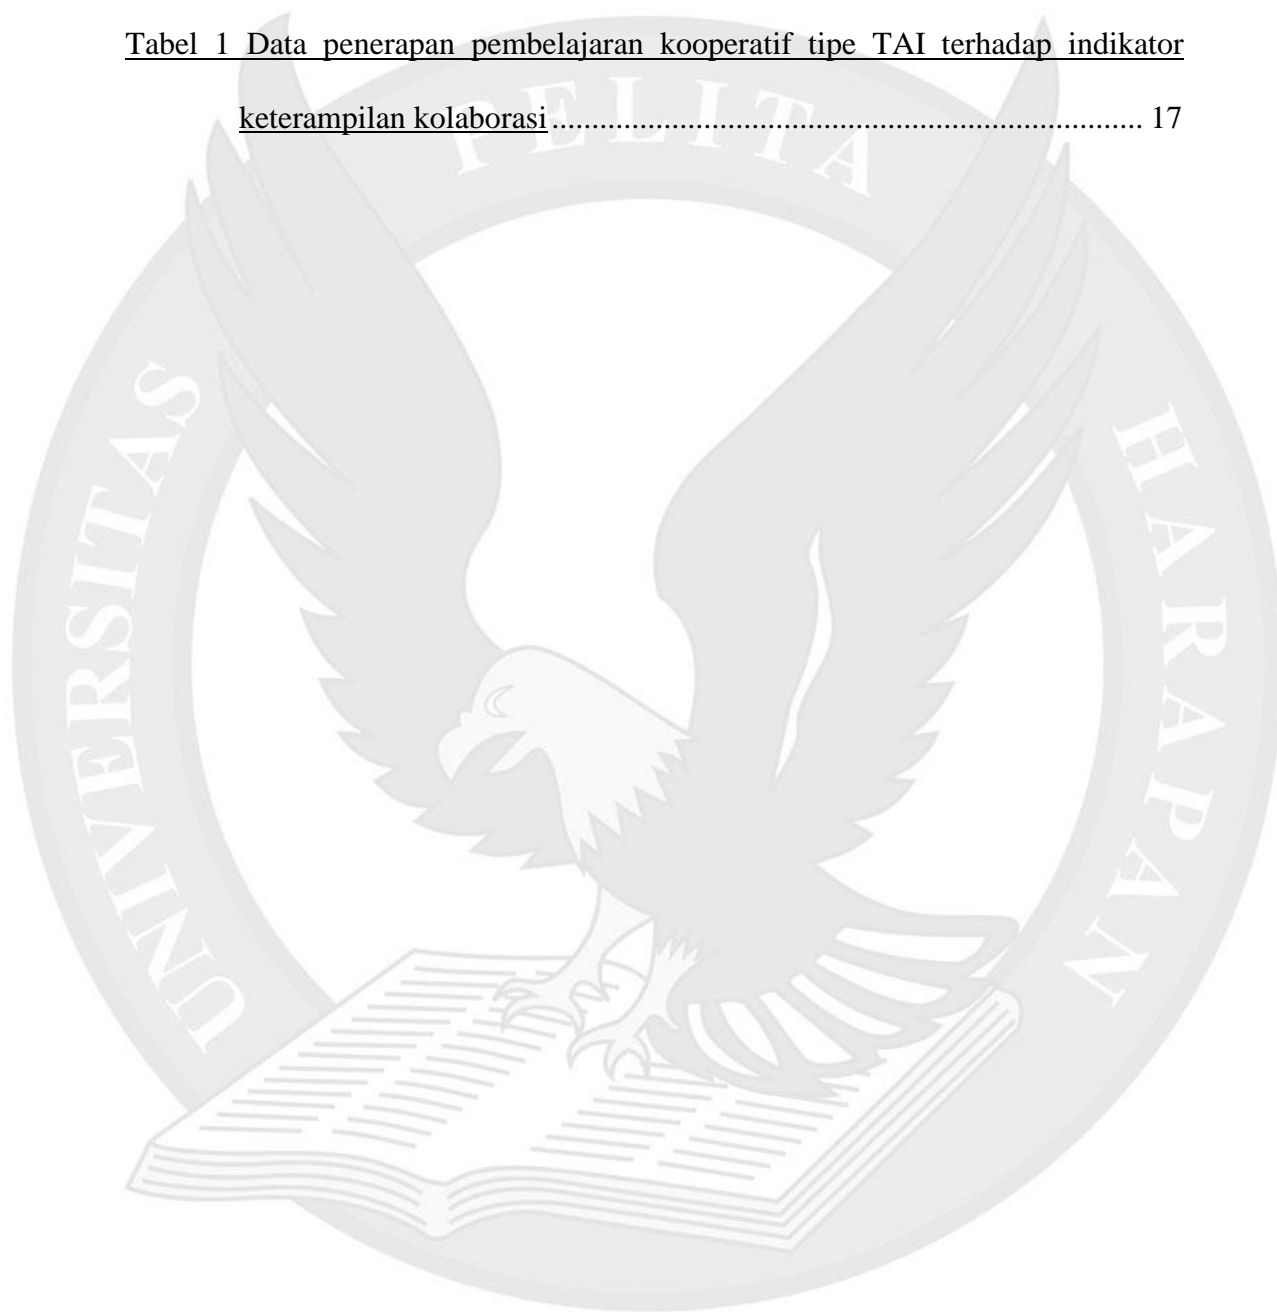 Tabel 1 Data penerapan pembelajaran kooperatif tipe TAI terhadap indikator
keterampilan kolaborasi........................................................................... 17
UNIVERSITAS PELITA HARAPAN